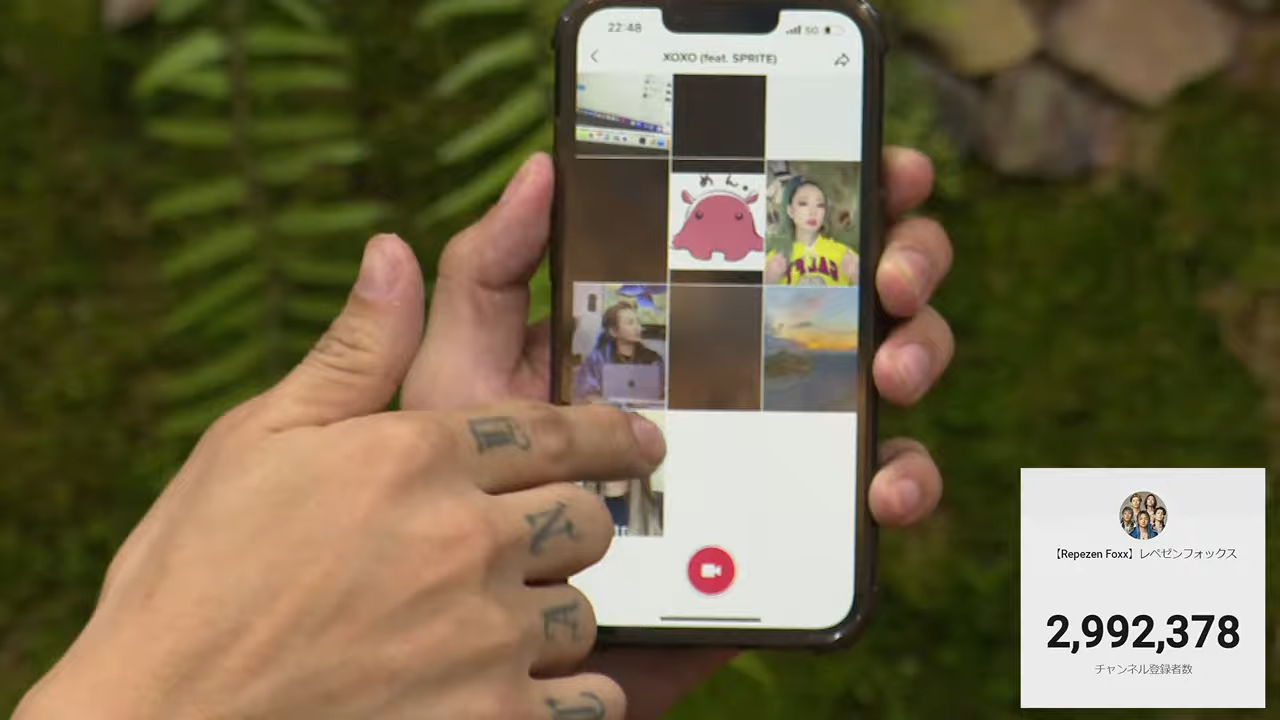 22:48
5G
XOXO (feat. SPRITE)
めん。
【Repezen Foxx】レペゼンフォックス
2,992,378
チャンネル登録者数